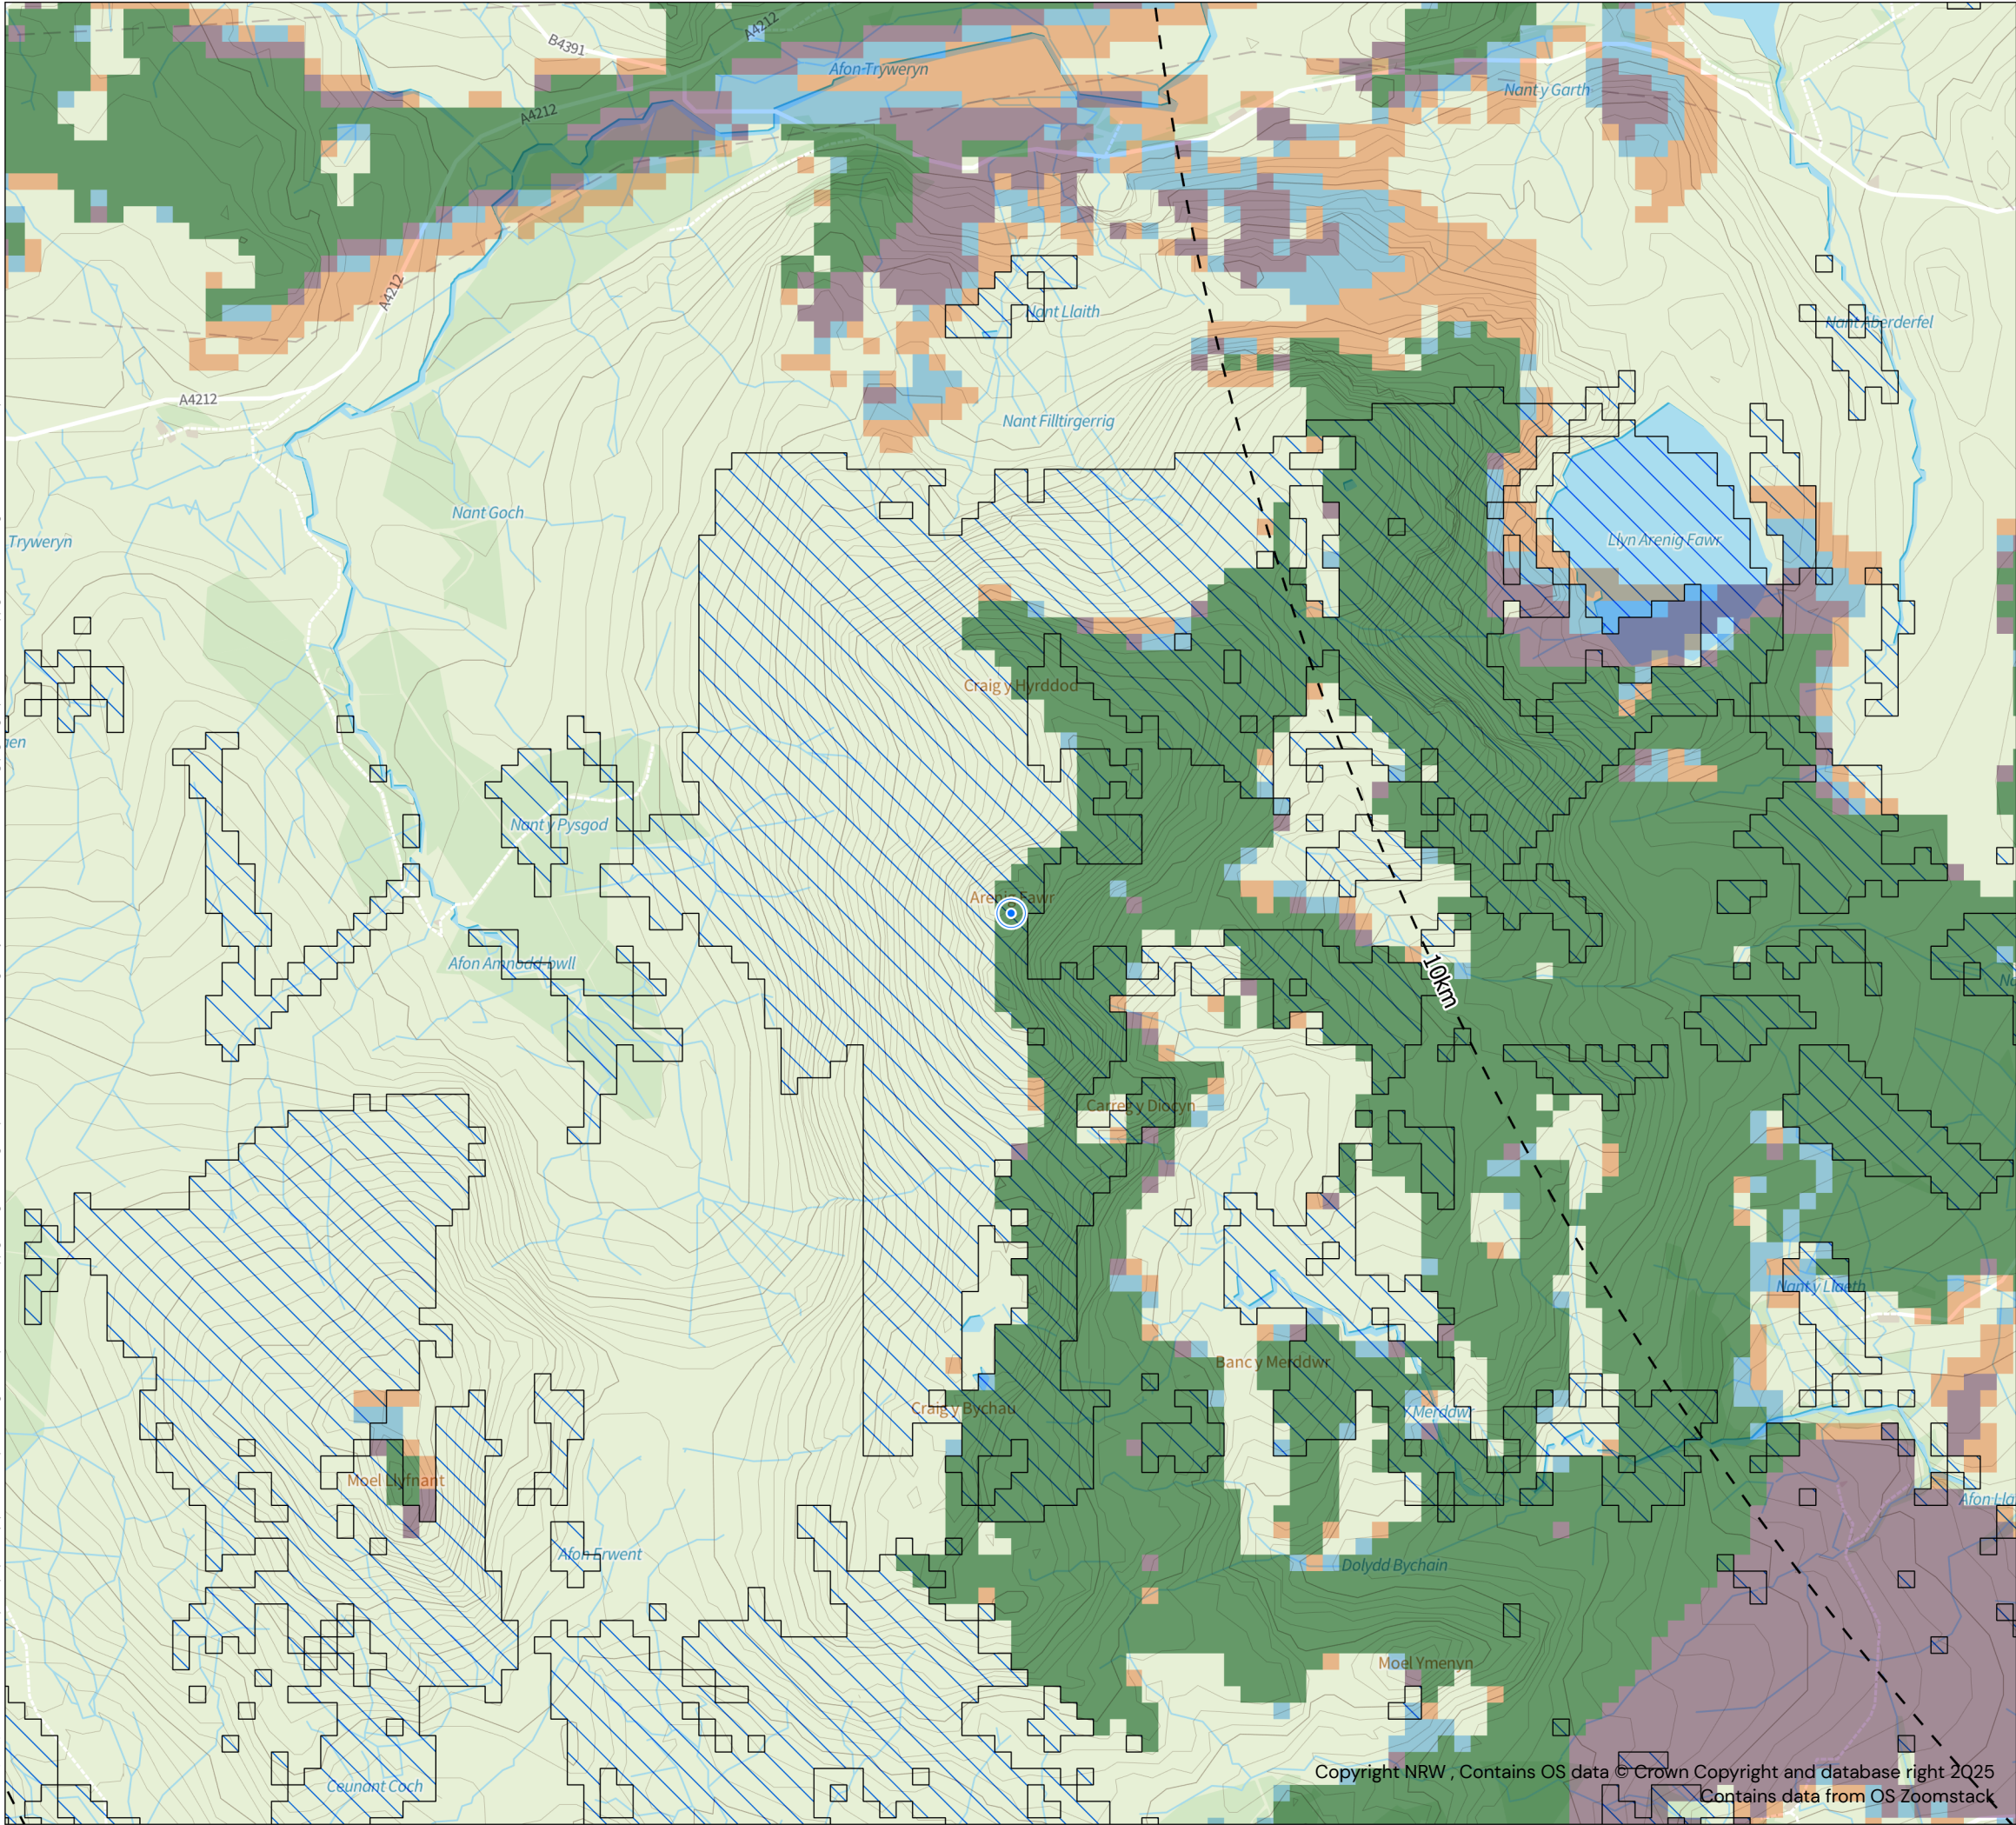 B4391
A4212
Afon Tryweryn
Nant y Garth
A4212
A4212
Nant Llaith
Nant Aberderfel
A4212
Nant Filltirgerrig
Nant Goch
Tryweryn
Llyn Arenig Fawr
Craig y Hyrddod
Nant y Pysgod
Arenig Fawr
Afon Amnodd-bwll
10km
Carreg y Diocyn
Nant y Llaeth
Banc y Merddwr
Craig y Bychau
Merddwr
Moel Llyfnant
Afon Erwent
Dolydd Bychain
Moel Ymenyn
Ceunant Coch
Copyright NRW , Contains OS data © Crown Copyright and database right 2025
Contains data from OS Zoomstack